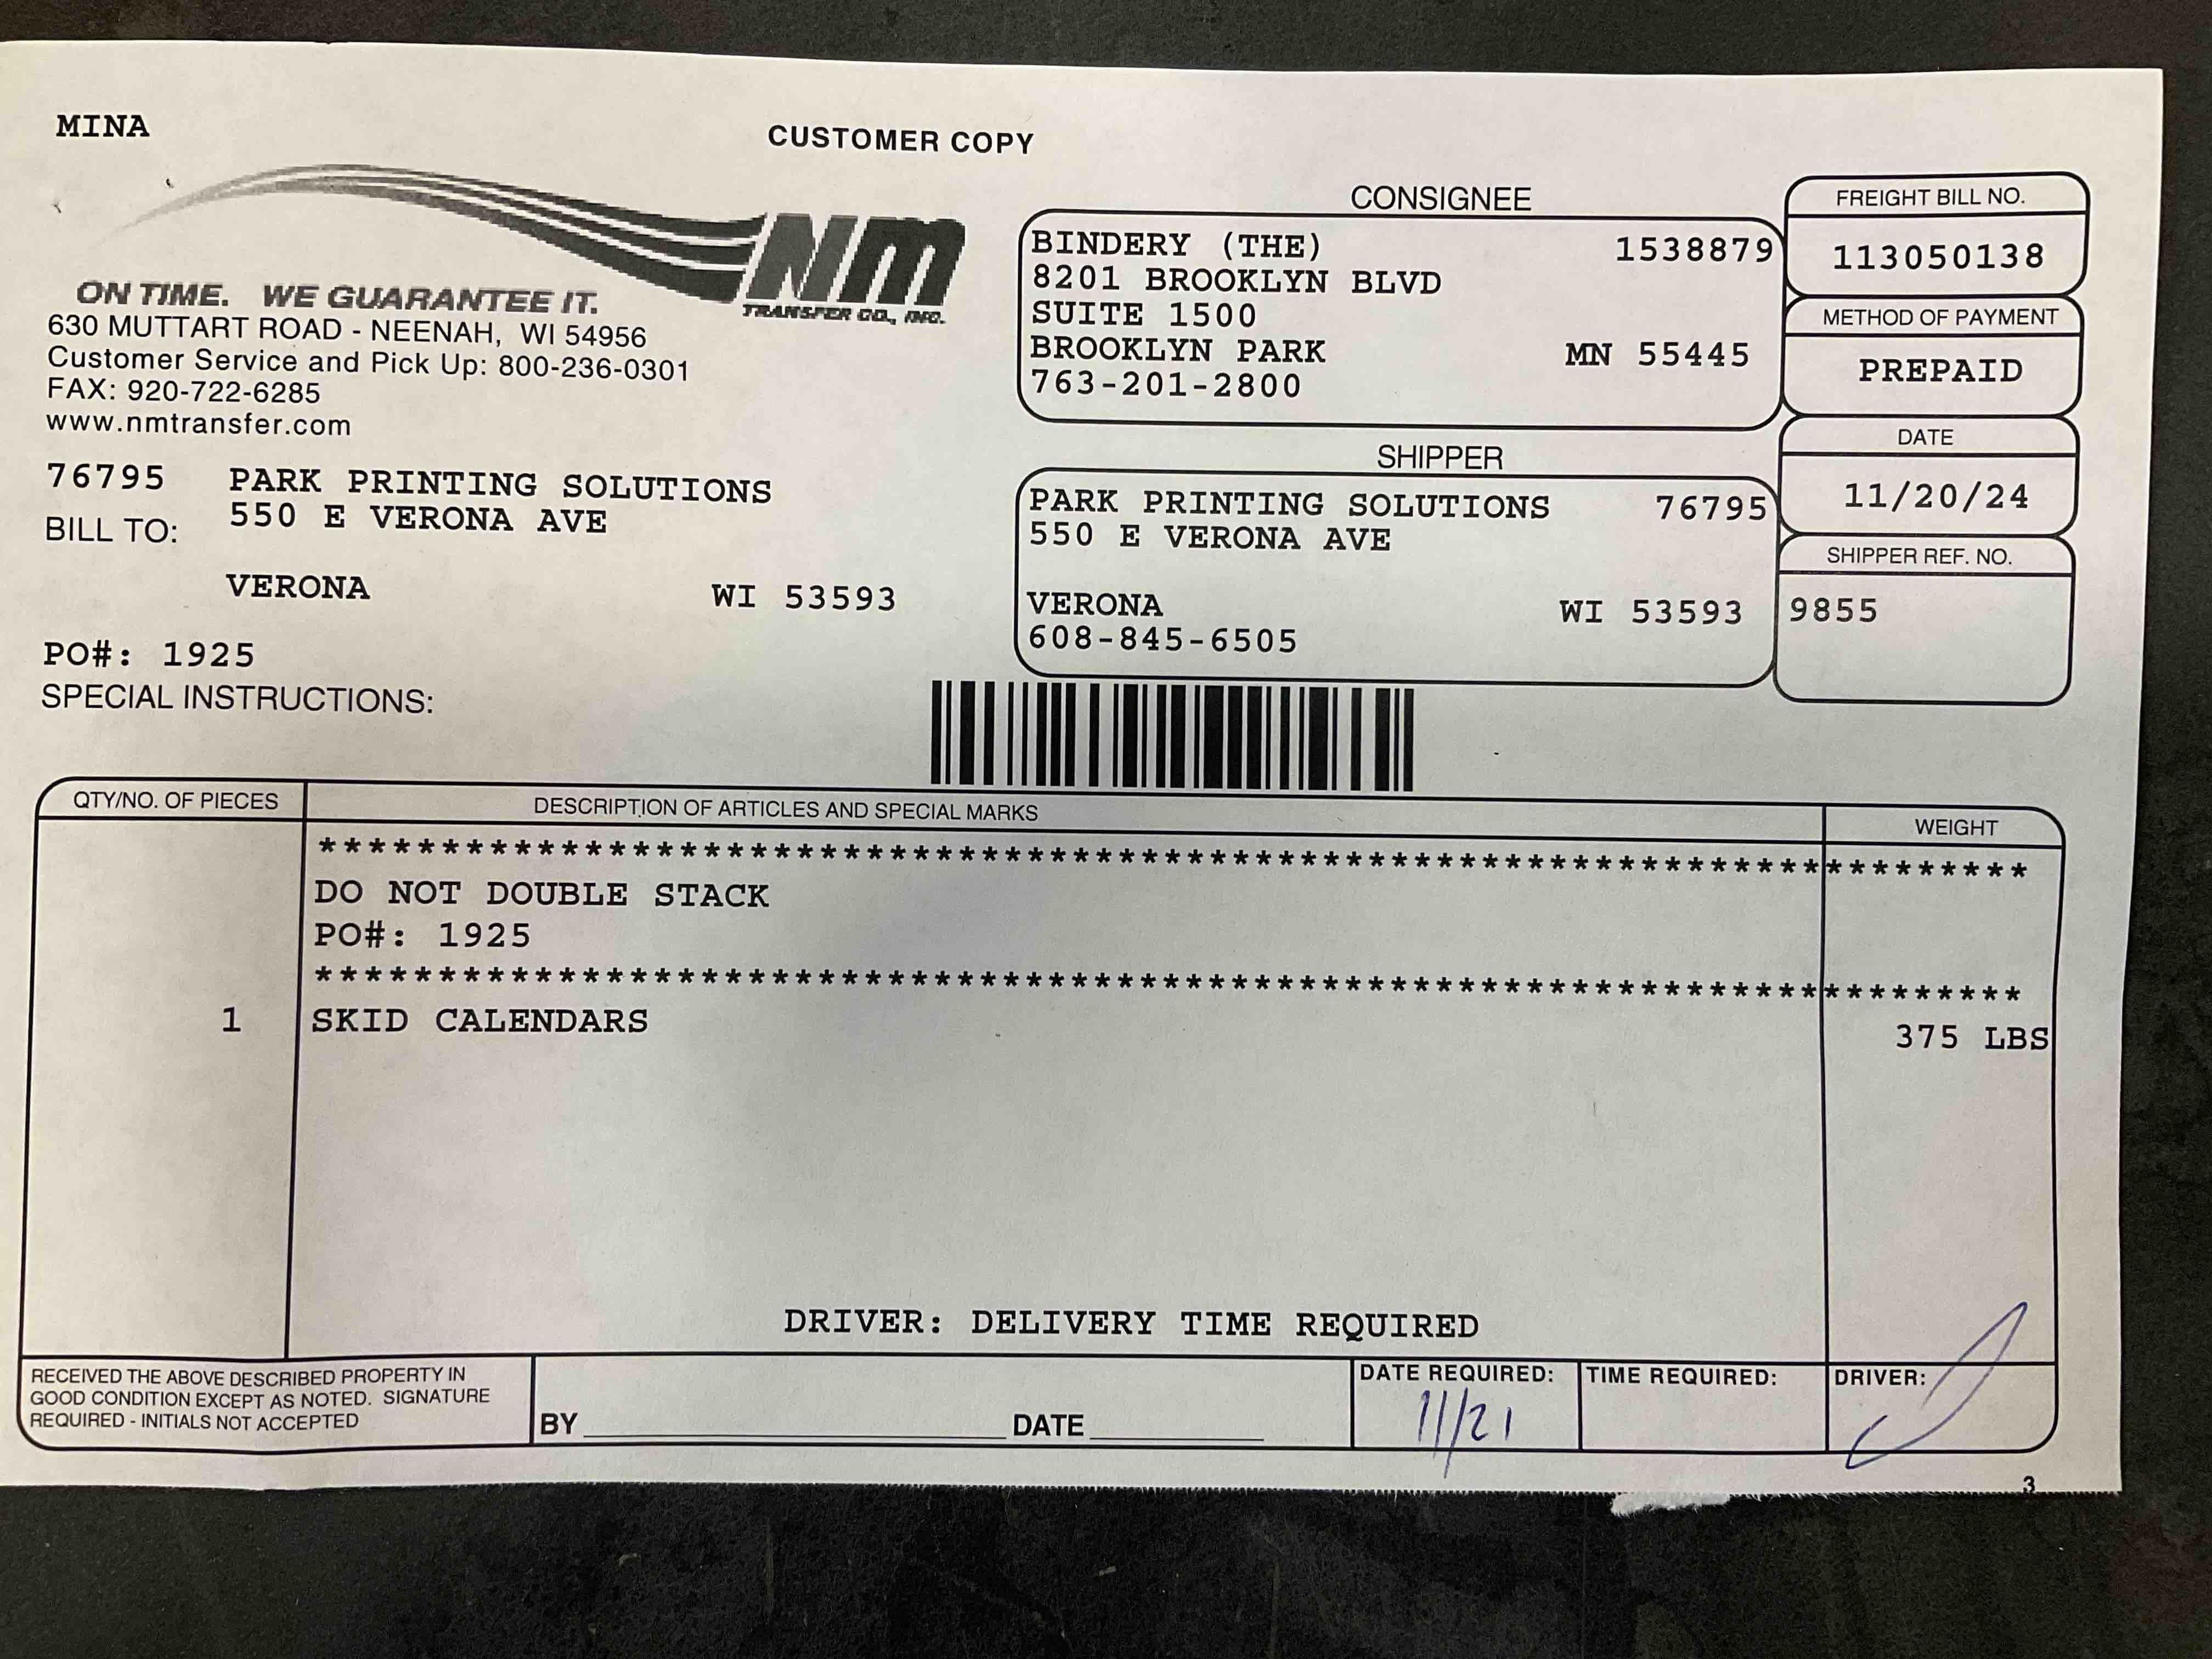 MINA
CUSTOMER COPY
NM
TRANSFER CO., INC.
ON TIME. WE GUARANTEE IT.
630 MUTTART ROAD - NEENAH, WI 54956
Customer Service and Pick Up: 800-236-0301
FAX: 920-722-6285
www.nmtransfer.com
CONSIGNEE
BINDERY (THE) 1538879
8201 BROOKLYN BLVD
SUITE 1500
BROOKLYN PARK MN 55445
763-201-2800
FREIGHT BILL NO.
113050138
METHOD OF PAYMENT
PREPAID
DATE
11/20/24
SHIPPER REF. NO.
9855
76795 PARK PRINTING SOLUTIONS
BILL TO: 550 E VERONA AVE
VERONA WI 53593
SHIPPER
PARK PRINTING SOLUTIONS 76795
550 E VERONA AVE
VERONA WI 53593
608-845-6505
PO#: 1925
SPECIAL INSTRUCTIONS:
QTY/NO. OF PIECES DESCRIPTION OF ARTICLES AND SPECIAL MARKS WEIGHT
*************************************************************************
DO NOT DOUBLE STACK
PO#: 1925
*************************************************************************
1 SKID CALENDARS 375 LBS
DRIVER: DELIVERY TIME REQUIRED
RECEIVED THE ABOVE DESCRIBED PROPERTY IN
GOOD CONDITION EXCEPT AS NOTED. SIGNATURE
REQUIRED - INITIALS NOT ACCEPTED
BY DATE
DATE REQUIRED:
11/21
TIME REQUIRED:
DRIVER:
3